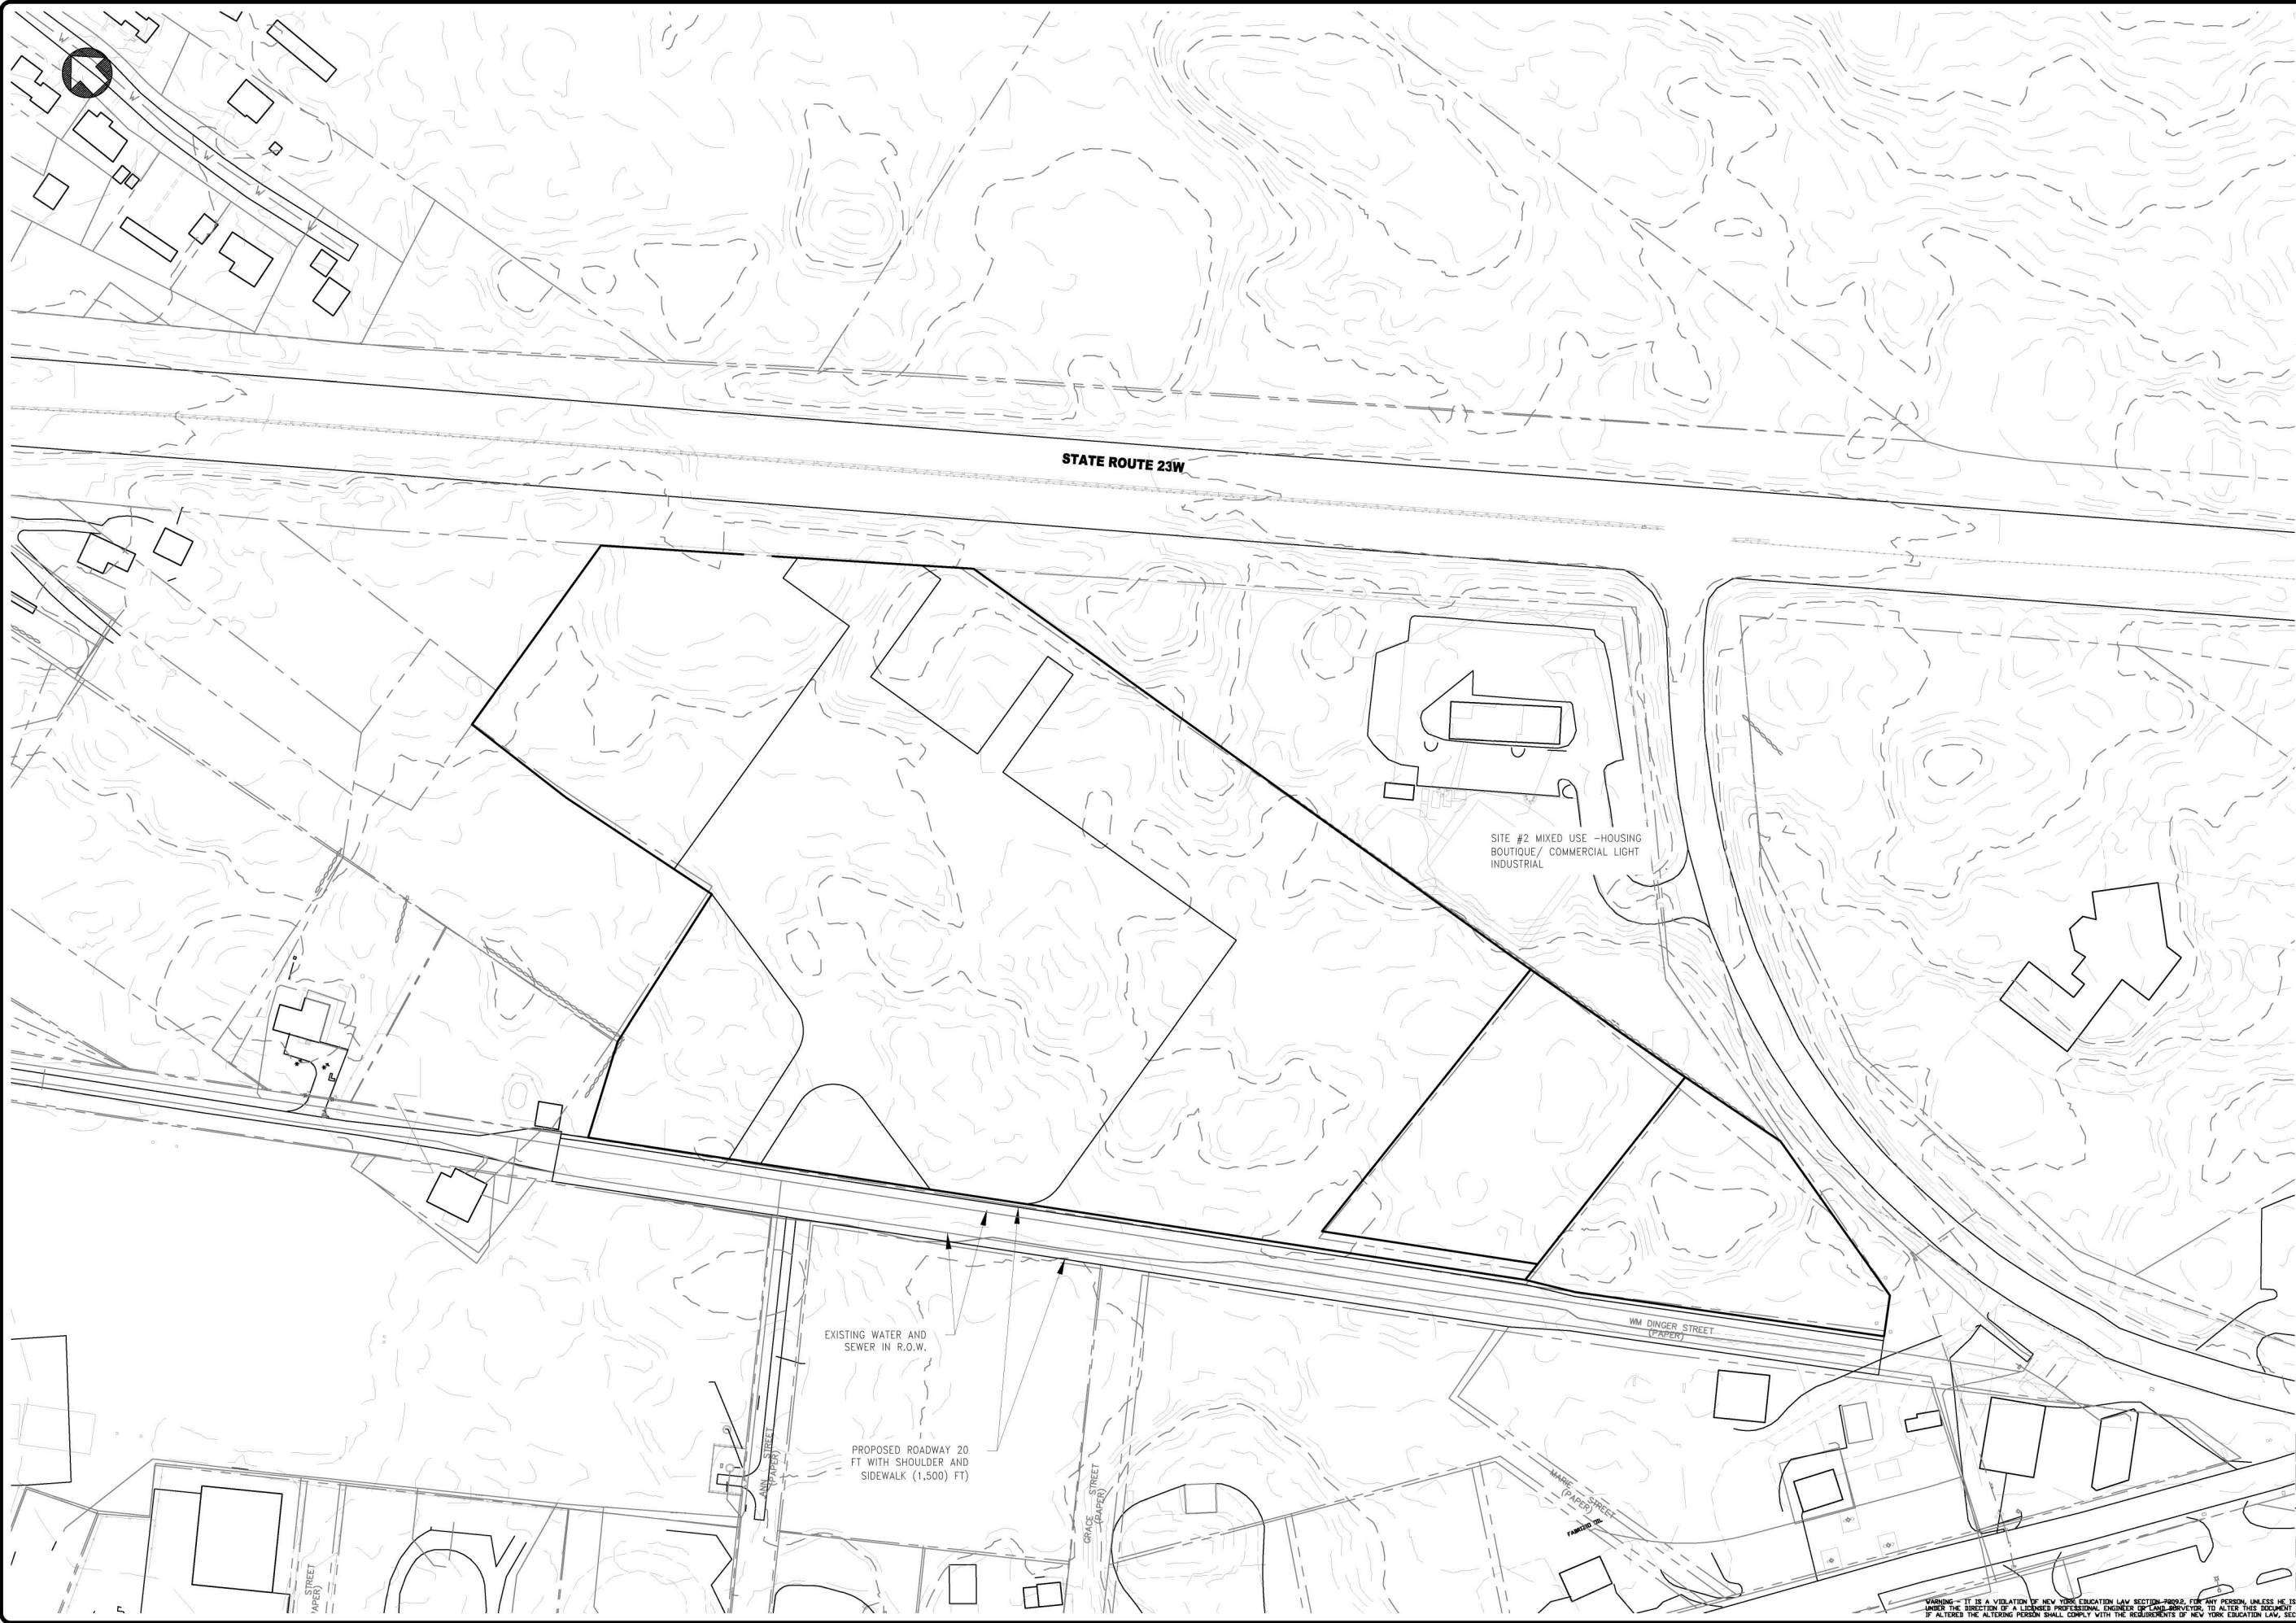 STATE ROUTE 23W
SITE #2 MIXED USE -HOUSING
BOUTIQUE/ COMMERCIAL LIGHT
INDUSTRIAL
WM DINGER STREET
(PAPER)
EXISTING WATER AND
SEWER IN R.O.W.
PROPOSED ROADWAY 20
FT WITH SHOULDER AND
SIDEWALK (1,500) FT)
ANN STREET
(PAPER)
GRACE STREET
(PAPER)
MARIE STREET
(PAPER)
STREET
APER)
WARNING - IT IS A VIOLATION OF NEW YORK EDUCATION LAW SECTION 7209.2, FOR ANY PERSON, UNLESS HE I
UNDER THE DIRECTION OF A LICENSED PROFESSIONAL ENGINEER OR LAND SURVEYOR, TO ALTER THIS DOCUMENT
IF ALTERED THE ALTERING PERSON SHALL COMPLY WITH THE REQUIREMENTS OF NEW YORK EDUCATION LAW,